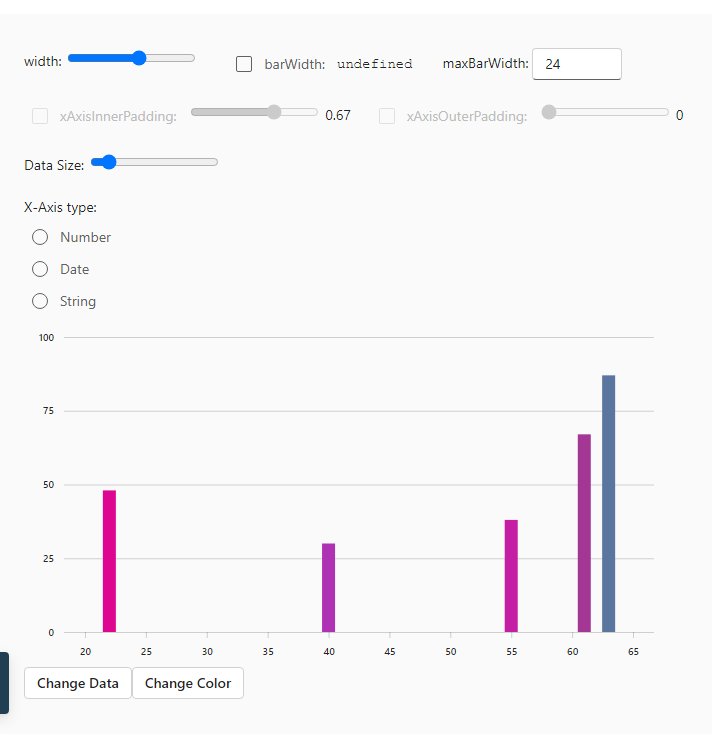 width: barWidth: undefined maxBarWidth: 24
xAxisInnerPadding: 0.67 xAxisOuterPadding: 0
Data Size:
X-Axis type:
Number
Date
String
100
75
50
25
0
20 25 30 35 40 45 50 55 60 65
Change Data Change Color